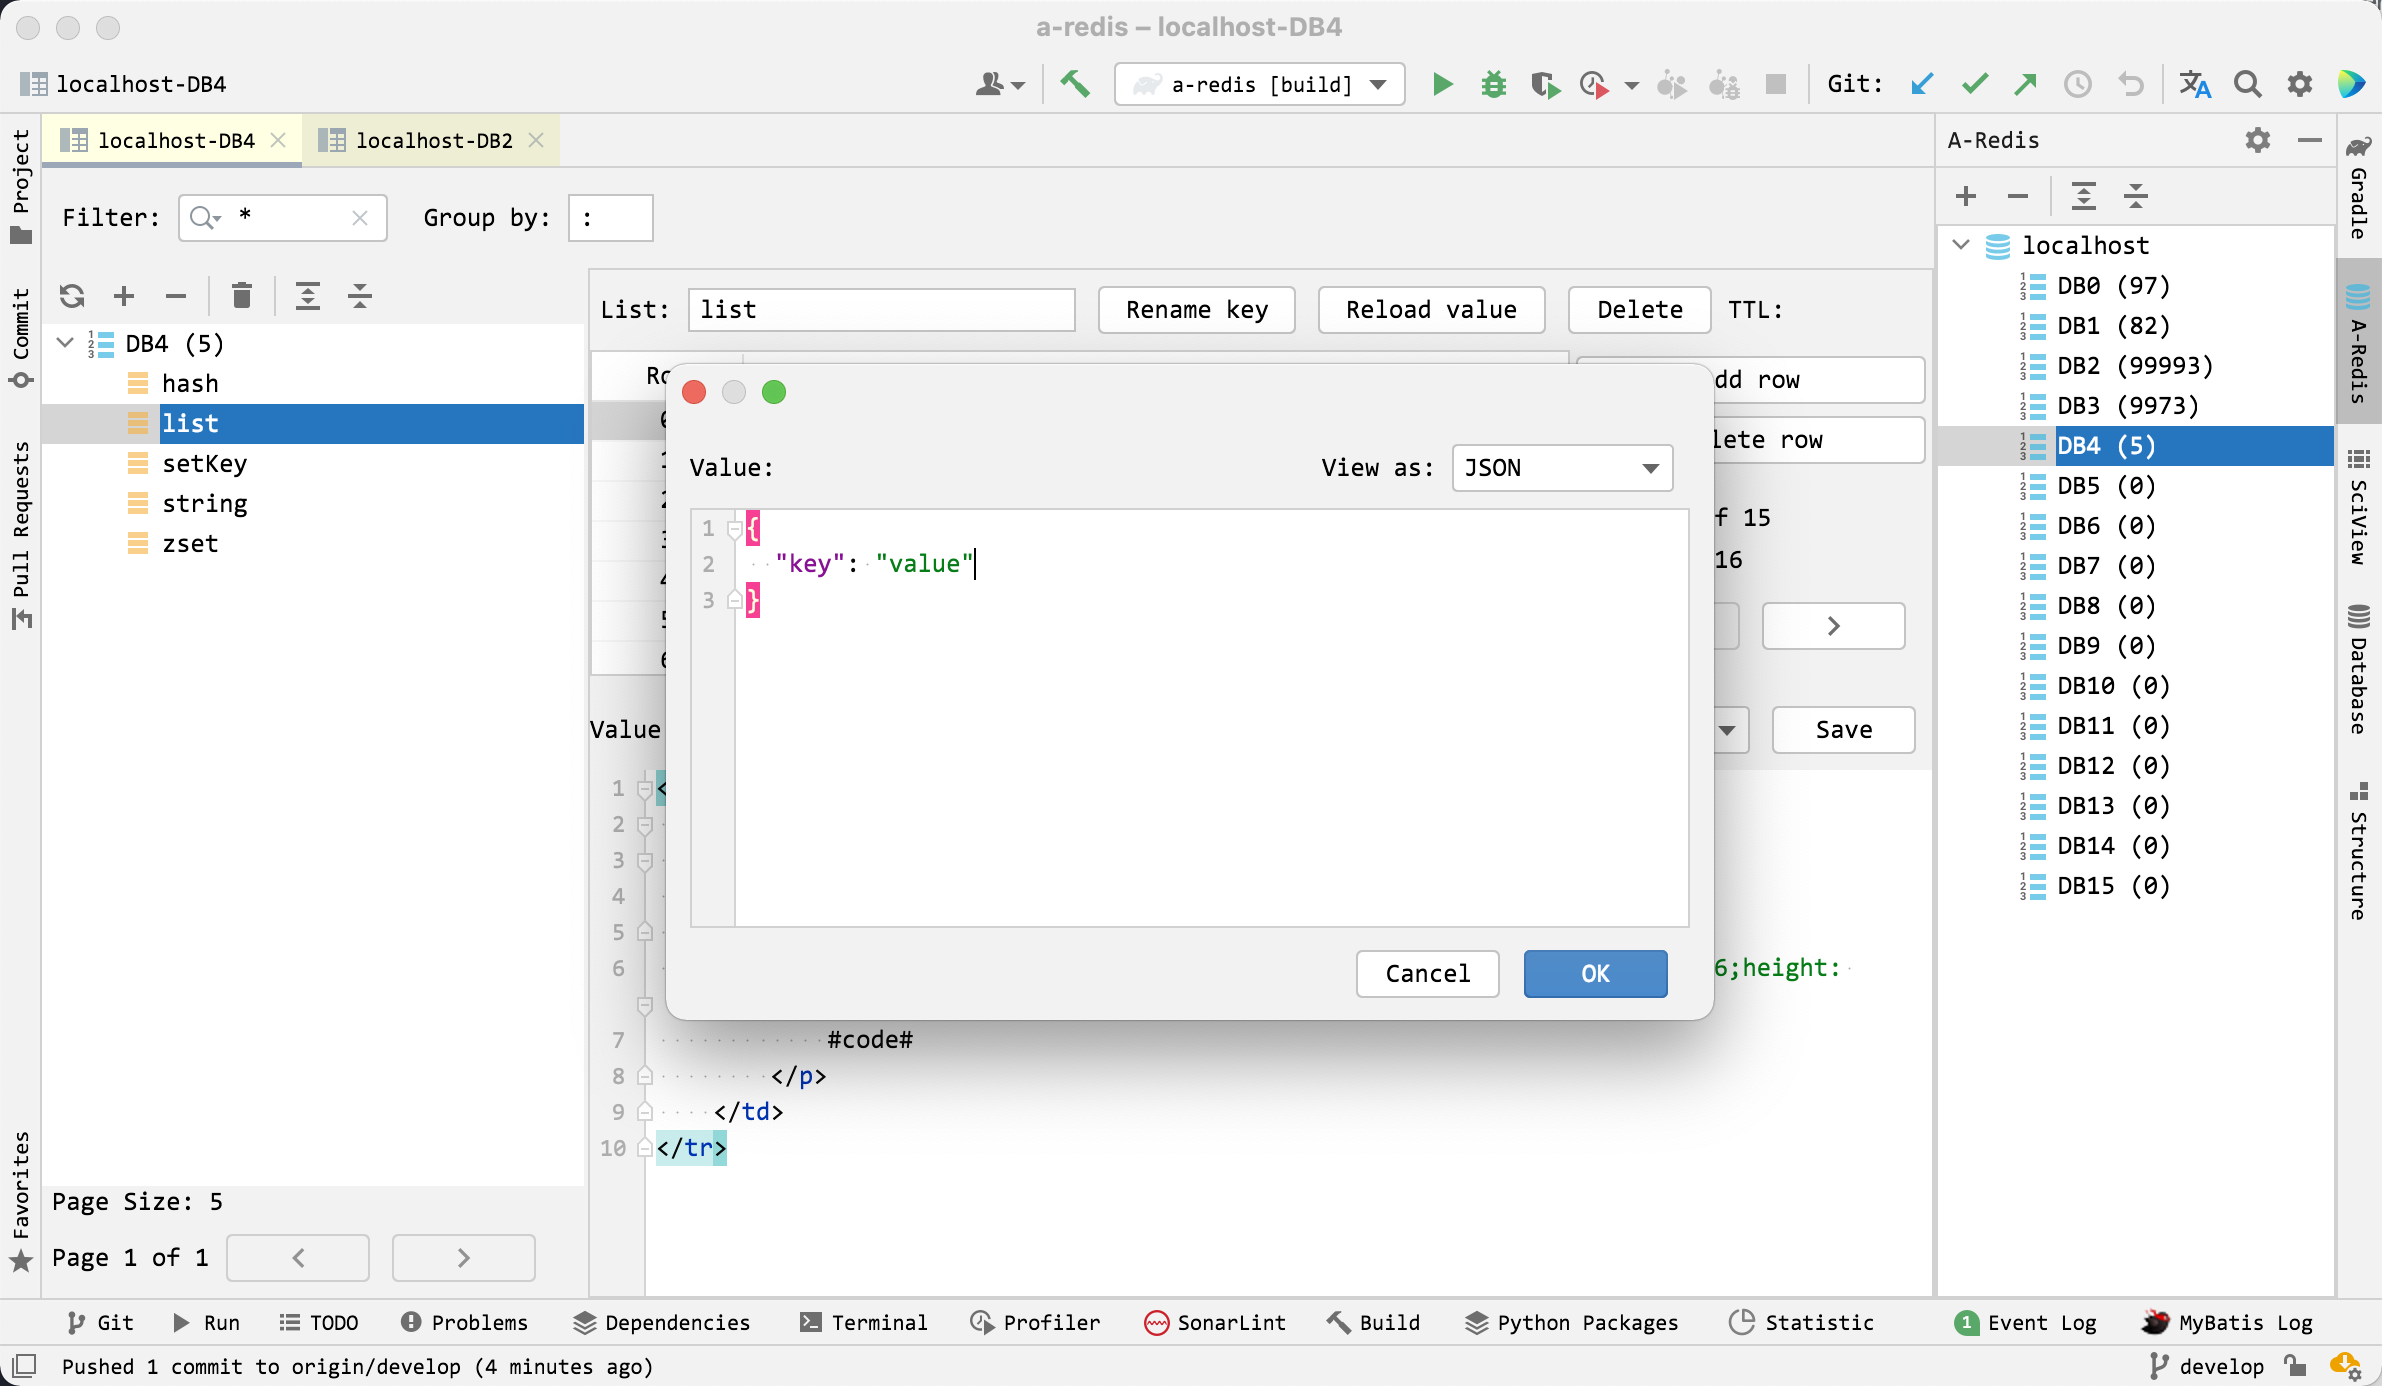 a-redis – localhost-DB4
localhost-DB4
a-redis [build]
Git:
localhost-DB4
localhost-DB2
A-Redis
Project
Commit
Pull Requests
Favorites
Filter: *
Group by: :
DB4 (5)
hash
list
setKey
string
zset
Page Size: 5
Page 1 of 1
<
>
List: list
Rename key
Reload value
Delete
TTL:
dd row
lete row
f 15
16
>
Value
Save
Value:
View as: JSON
1 {
2 "key": "value"
3 }
Cancel
OK
1 <
2
3
4
5
6 6;height:
7 #code#
8 </p>
9 </td>
10 </tr>
localhost
DB0 (97)
DB1 (82)
DB2 (99993)
DB3 (9973)
DB4 (5)
DB5 (0)
DB6 (0)
DB7 (0)
DB8 (0)
DB9 (0)
DB10 (0)
DB11 (0)
DB12 (0)
DB13 (0)
DB14 (0)
DB15 (0)
Gradle
A-Redis
SciView
Database
Structure
Git
Run
TODO
Problems
Dependencies
Terminal
Profiler
SonarLint
Build
Python Packages
Statistic
1 Event Log
MyBatis Log
Pushed 1 commit to origin/develop (4 minutes ago)
develop